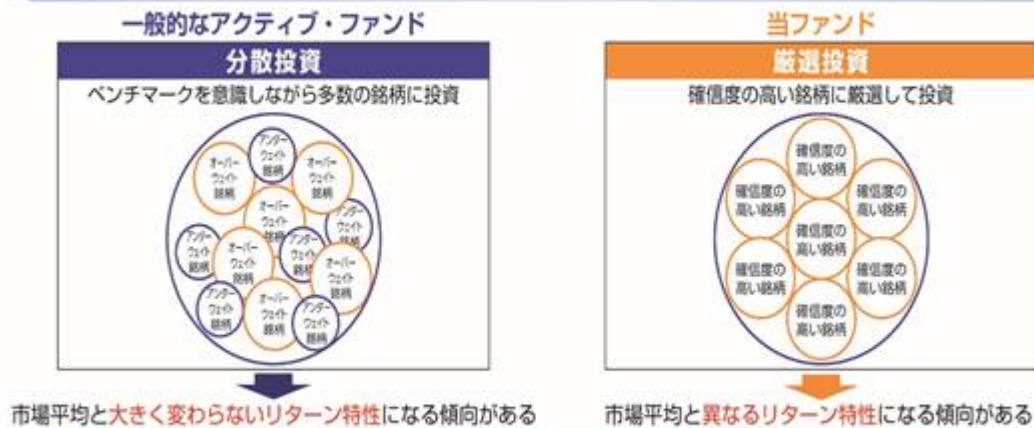 一般的なアクティブ・ファンド
分散投資
ベンチマークを意識しながら多数の銘柄に投資
アンダー
ウェイト
銘柄
オーバー
ウェイト
銘柄
オーバー
ウェイト
銘柄
オーバー
ウェイト
銘柄
アンダー
ウェイト
銘柄
アンダー
ウェイト
銘柄
オーバー
ウェイト
銘柄
アンダー
ウェイト
銘柄
オーバー
ウェイト
銘柄
アンダー
ウェイト
銘柄
オーバー
ウェイト
銘柄
アンダー
ウェイト
銘柄
市場平均と大きく変わらないリターン特性になる傾向がある
当ファンド
厳選投資
確信度の高い銘柄に厳選して投資
確信度の
高い銘柄
確信度の
高い銘柄
確信度の
高い銘柄
確信度の
高い銘柄
確信度の
高い銘柄
確信度の
高い銘柄
確信度の
高い銘柄
市場平均と異なるリターン特性になる傾向がある